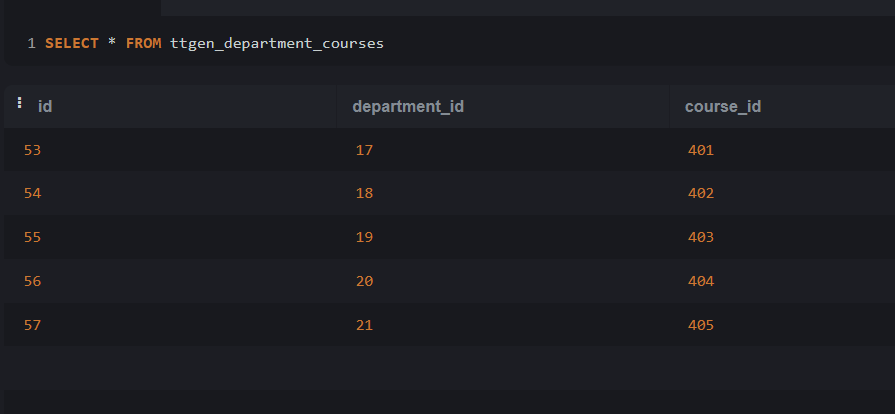 1 SELECT * FROM ttgen_department_courses
id department_id course_id
53 17 401
54 18 402
55 19 403
56 20 404
57 21 405